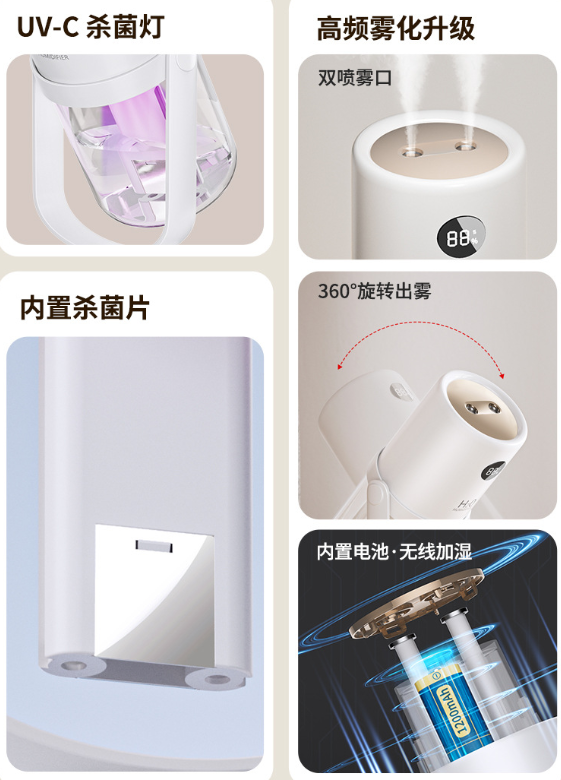 UV-C 杀菌灯
内置杀菌片
高频雾化升级
双喷雾口
88
360°旋转出雾
内置电池·无线加湿
1200mAh